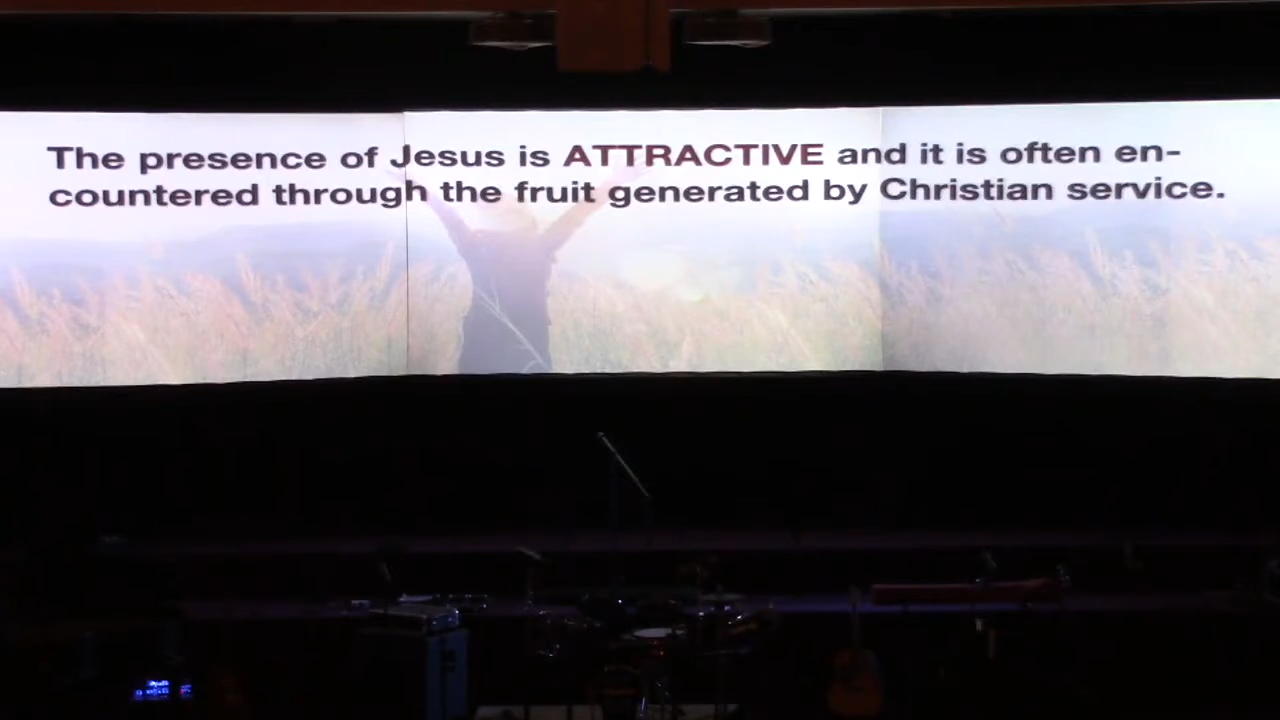 The presence of Jesus is ATTRACTIVE and it is often en-
countered through the fruit generated by Christian service.